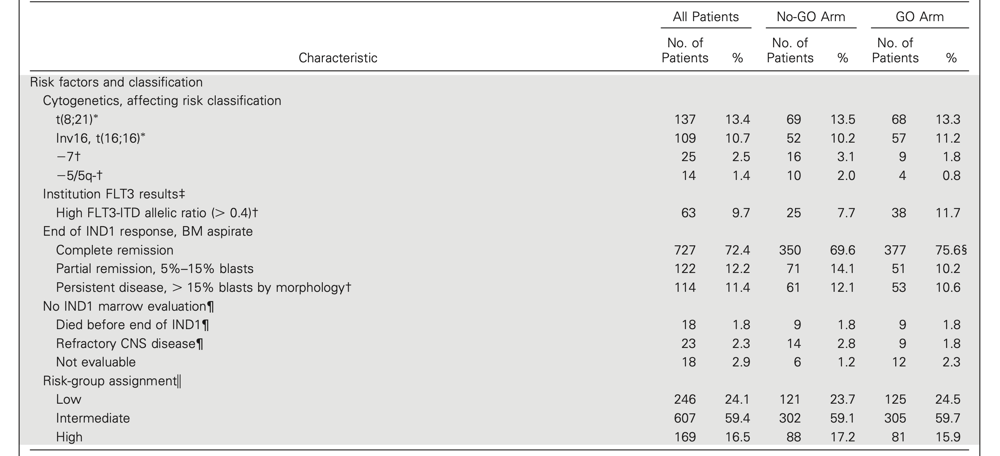 All Patients No-GO Arm GO Arm
No. of No. of No. of
Characteristic Patients % Patients % Patients %
Risk factors and classification
Cytogenetics, affecting risk classification
t(8;21)* 137 13.4 69 13.5 68 13.3
Inv16, t(16;16)* 109 10.7 52 10.2 57 11.2
−7† 25 2.5 16 3.1 9 1.8
−5/5q-† 14 1.4 10 2.0 4 0.8
Institution FLT3 results‡
High FLT3-ITD allelic ratio (> 0.4)† 63 9.7 25 7.7 38 11.7
End of IND1 response, BM aspirate
Complete remission 727 72.4 350 69.6 377 75.6§
Partial remission, 5%–15% blasts 122 12.2 71 14.1 51 10.2
Persistent disease, > 15% blasts by morphology† 114 11.4 61 12.1 53 10.6
No IND1 marrow evaluation¶
Died before end of IND1¶ 18 1.8 9 1.8 9 1.8
Refractory CNS disease¶ 23 2.3 14 2.8 9 1.8
Not evaluable 18 2.9 6 1.2 12 2.3
Risk-group assignment‖
Low 246 24.1 121 23.7 125 24.5
Intermediate 607 59.4 302 59.1 305 59.7
High 169 16.5 88 17.2 81 15.9